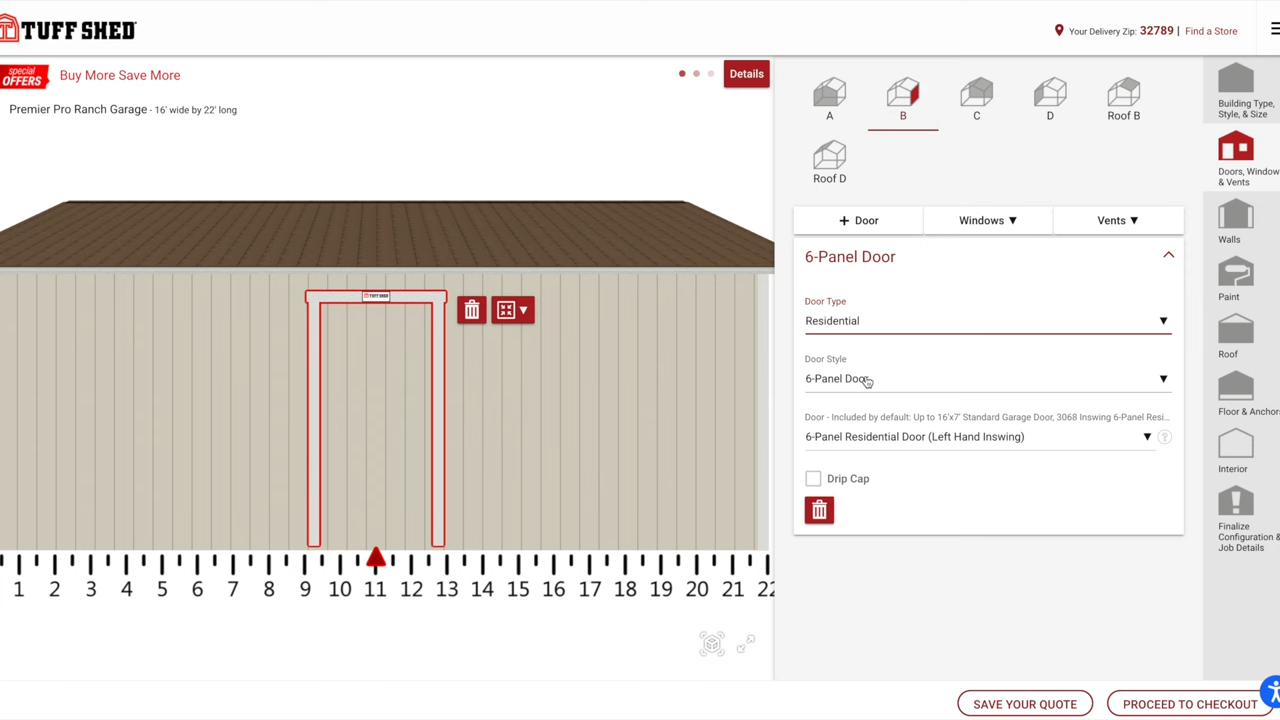 TUFF SHED
Your Delivery Zip: 32789 | Find a Store
special OFFERS
Buy More Save More
Details
Premier Pro Ranch Garage - 16' wide by 22' long
A
B
C
D
Roof B
Roof D
+ Door
Windows ▼
Vents ▼
6-Panel Door
Door Type
Residential
Door Style
6-Panel Door
Door - Included by default: Up to 16'x7' Standard Garage Door, 3068 Inswing 6-Panel Resi...
6-Panel Residential Door (Left Hand Inswing)
?
Drip Cap
TUFF SHED
1 2 3 4 5 6 7 8 9 10 11 12 13 14 15 16 17 18 19 20 21 22
Building Type,
Style, & Size
Doors, Window
& Vents
Walls
Paint
Roof
Floor & Anchors
Interior
Finalize
Configuration &
Job Details
SAVE YOUR QUOTE
PROCEED TO CHECKOUT